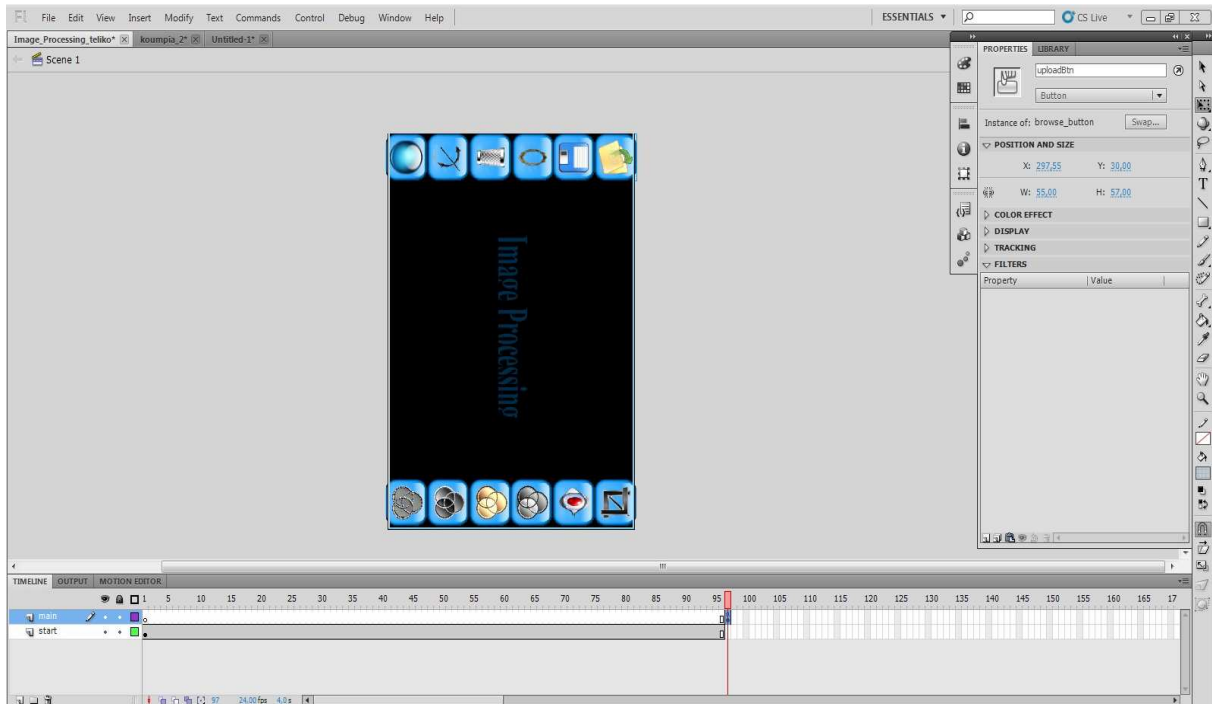 Fl File Edit View Insert Modify Text Commands Control Debug Window Help ESSENTIALS CS Live
Image_Processing_teliko* koumpia_2* Untitled-1*
Scene 1
PROPERTIES LIBRARY
uploadBtn
Button
Instance of: browse_button Swap...
POSITION AND SIZE
X: 297,55 Y: 30,00
W: 55,00 H: 57,00
COLOR EFFECT
DISPLAY
TRACKING
FILTERS
Property Value
Image Processing
TIMELINE OUTPUT MOTION EDITOR
1 5 10 15 20 25 30 35 40 45 50 55 60 65 70 75 80 85 90 95 100 105 110 115 120 125 130 135 140 145 150 155 160 165 17
main
start
97 24,00 fps 4,0 s